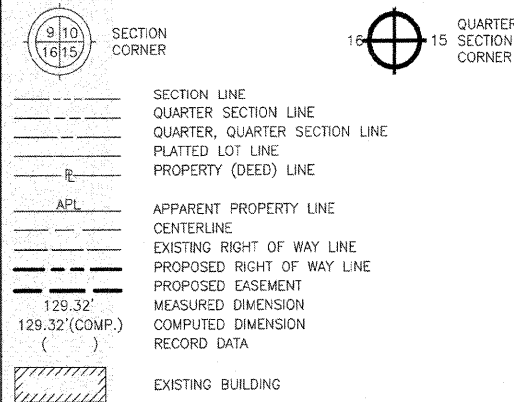 9 10
16 15
SECTION
CORNER
16
15
QUARTER
SECTION
CORNER
SECTION LINE
QUARTER SECTION LINE
QUARTER, QUARTER SECTION LINE
PLATTED LOT LINE
PL PROPERTY (DEED) LINE
APL APPARENT PROPERTY LINE
CENTERLINE
EXISTING RIGHT OF WAY LINE
PROPOSED RIGHT OF WAY LINE
PROPOSED EASEMENT
129.32' MEASURED DIMENSION
129.32'(COMP.) COMPUTED DIMENSION
( ) RECORD DATA
EXISTING BUILDING